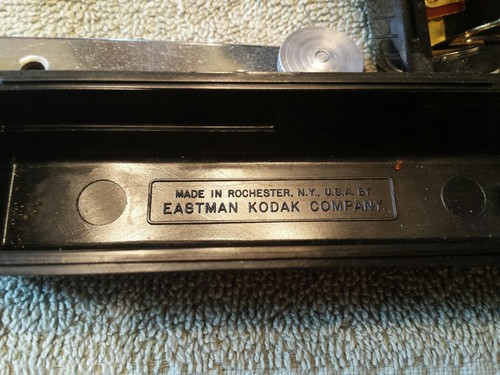 MADE IN ROCHESTER, N.Y., U.S.A. BY
EASTMAN KODAK COMPANY.